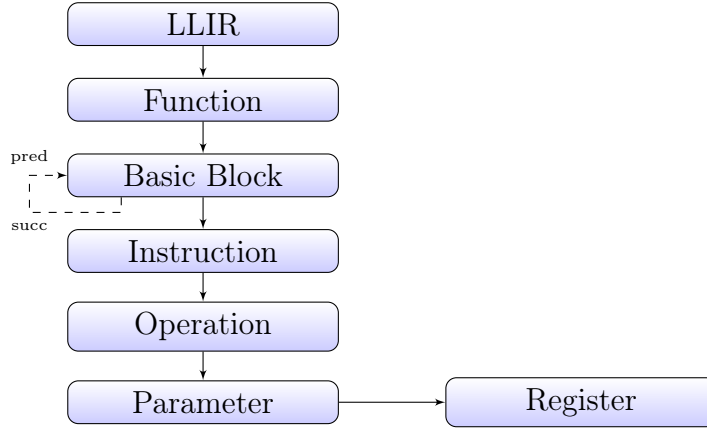 LLIR
Function
pred
Basic Block
succ
Instruction
Operation
Parameter
Register